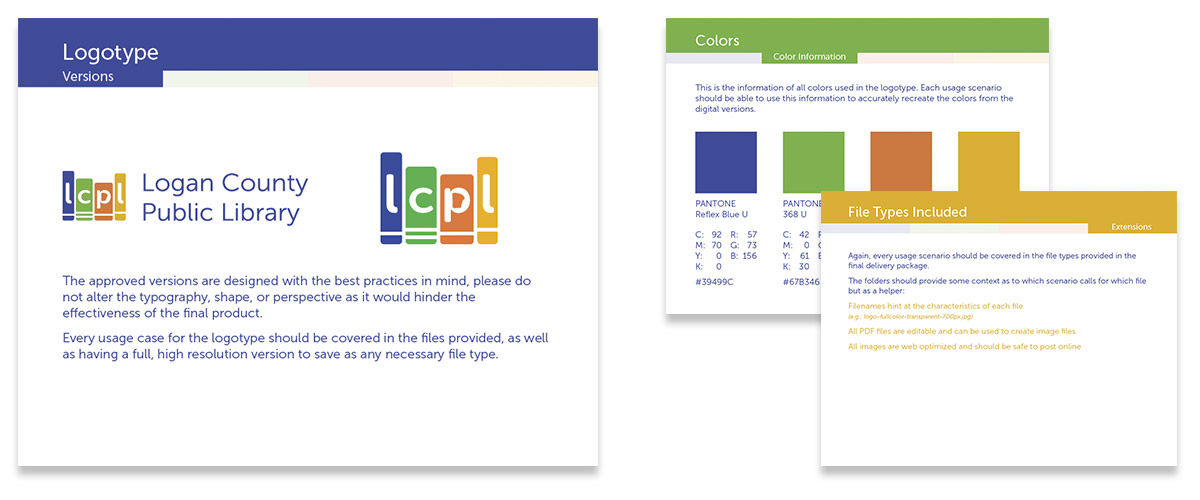 Logotype
Versions
lcpl
Logan County
Public Library
lcpl
The approved versions are designed with the best practices in mind, please do
not alter the typography, shape, or perspective as it would hinder the
effectiveness of the final product.
Every usage case for the logotype should be covered in the files provided, as well
as having a full, high resolution version to save as any necessary file type.
Colors
Color Information
This is the information of all colors used in the logotype. Each usage scenario
should be able to use this information to accurately recreate the colors from the
digital versions.
PANTONE
Reflex Blue U
C: 92 R: 57
M: 70 G: 73
Y: 0 B: 156
K: 0
#39499C
PANTONE
368 U
C: 42
M: 0
Y: 61
K: 30
#67B346
File Types Included
Extensions
Again, every usage scenario should be covered in the file types provided in the
final delivery package.
The folders should provide some context as to which scenario calls for which file
but as a helper:
Filenames hint at the characteristics of each file
(e.g.: logo-fullcolor-transparent-700px.jpg)
All PDF files are editable and can be used to create image files
All images are web optimized and should be safe to post online